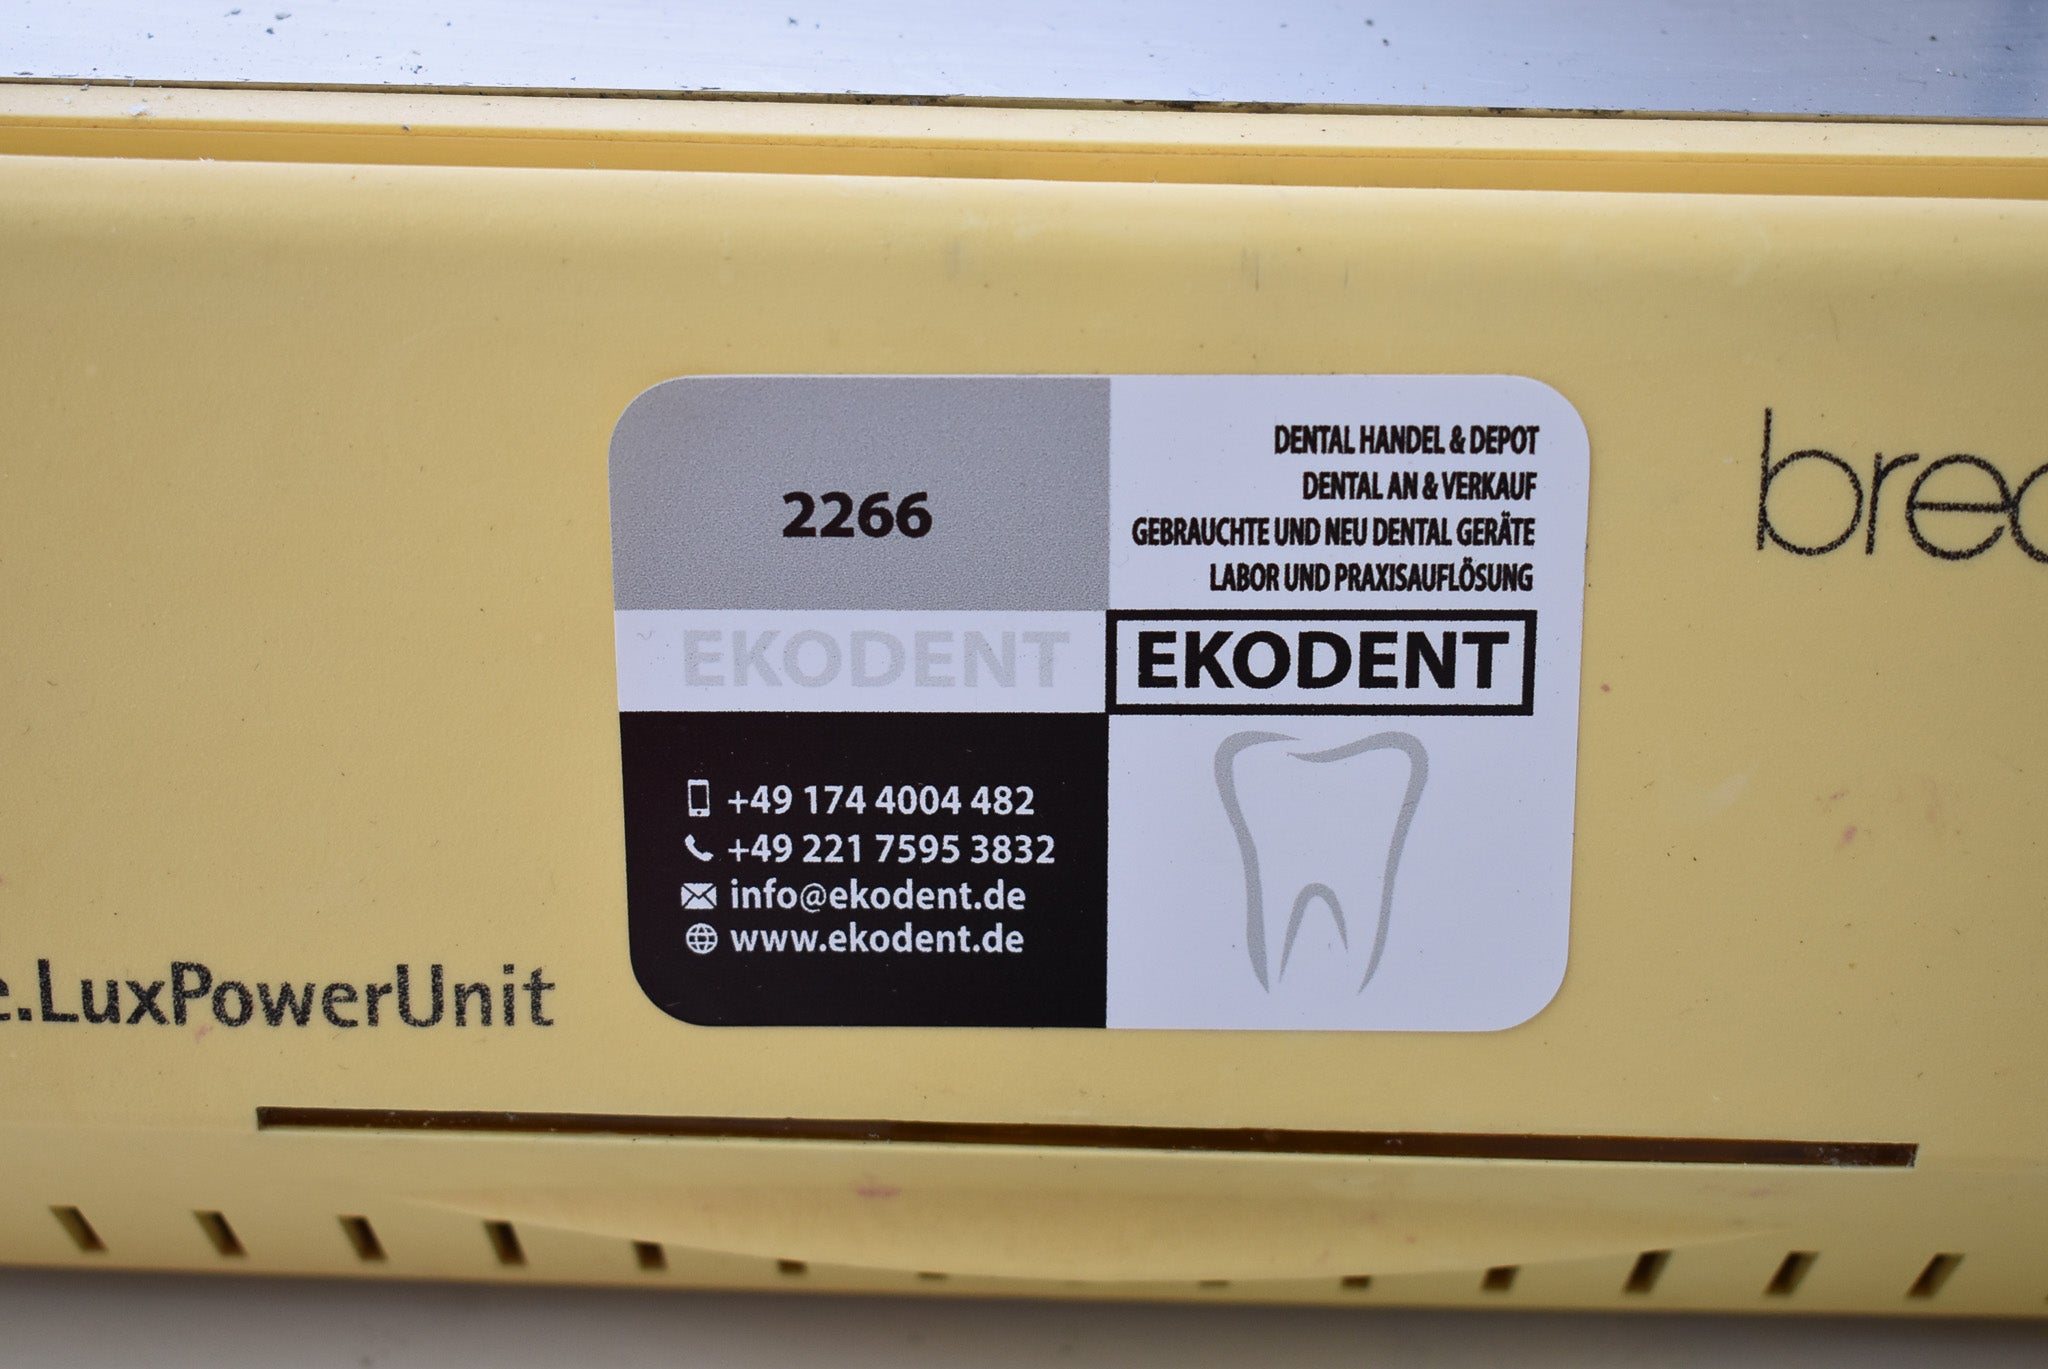 2266
DENTAL HANDEL & DEPOT
DENTAL AN & VERKAUF
GEBRAUCHTE UND NEU DENTAL GERÄTE
LABOR UND PRAXISAUFLÖSUNG
EKODENT
EKODENT
+49 174 4004 482
+49 221 7595 3832
info@ekodent.de
www.ekodent.de
e.LuxPowerUnit